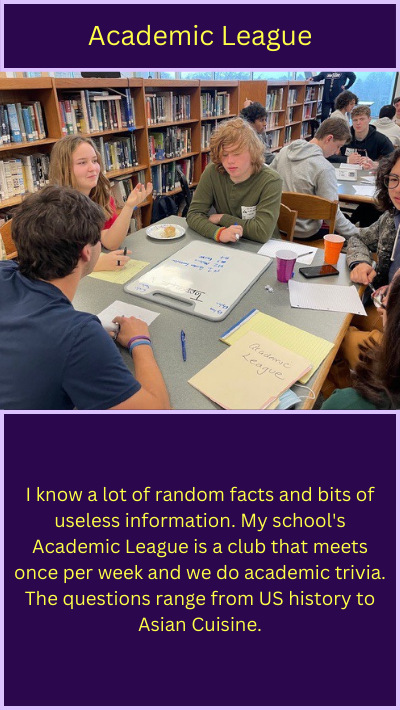 Academic League
Academic
League
I know a lot of random facts and bits of
useless information. My school's
Academic League is a club that meets
once per week and we do academic trivia.
The questions range from US history to
Asian Cuisine.